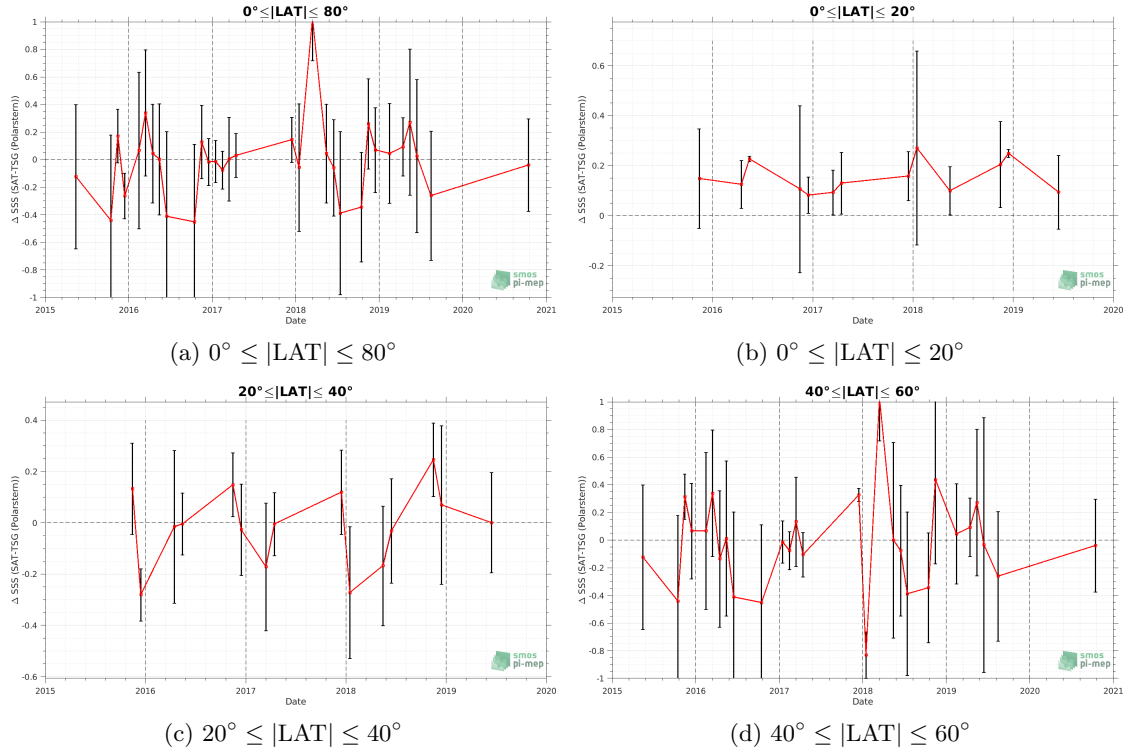 0°≤|LAT|≤ 80°
Δ SSS (SAT-TSG (Polarstern))
1
0.8
0.6
0.4
0.2
0
-0.2
-0.4
-0.6
-0.8
-1
2015 2016 2017 2018 2019 2020 2021
Date
smos
pi-mep
(a) 0° ≤ |LAT| ≤ 80°
0°≤|LAT|≤ 20°
Δ SSS (SAT-TSG (Polarstern))
0.6
0.4
0.2
0
-0.2
2015 2016 2017 2018 2019 2020
Date
smos
pi-mep
(b) 0° ≤ |LAT| ≤ 20°
20°≤|LAT|≤ 40°
Δ SSS (SAT-TSG (Polarstern))
0.4
0.2
0
-0.2
-0.4
-0.6
2015 2016 2017 2018 2019 2020
Date
smos
pi-mep
(c) 20° ≤ |LAT| ≤ 40°
40°≤|LAT|≤ 60°
Δ SSS (SAT-TSG (Polarstern))
1
0.8
0.6
0.4
0.2
0
-0.2
-0.4
-0.6
-0.8
-1
2015 2016 2017 2018 2019 2020 2021
Date
smos
pi-mep
(d) 40° ≤ |LAT| ≤ 60°